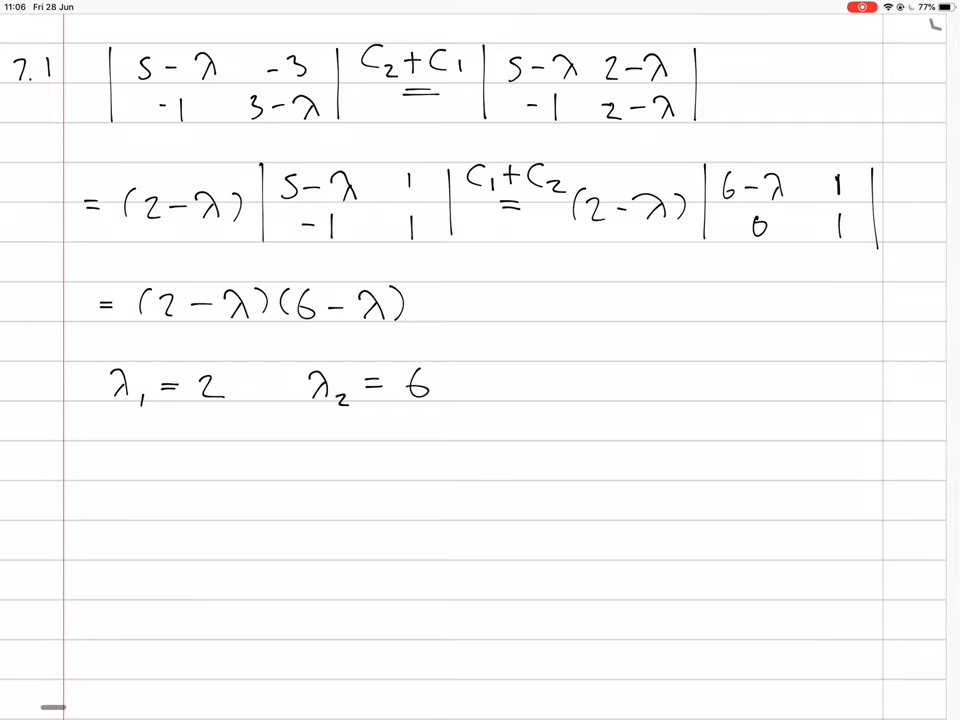 11:06 Fri 28 Jun 77%
7.1 | 5 - λ -3 | C₂ + C₁ | 5 - λ 2 - λ |
| -1 3 - λ | = | -1 2 - λ |
= (2 - λ) | 5 - λ 1 | C₁ + C₂ = (2 - λ) | 6 - λ 1 |
| -1 1 | | 0 1 |
= (2 - λ)(6 - λ)
λ₁ = 2 λ₂ = 6